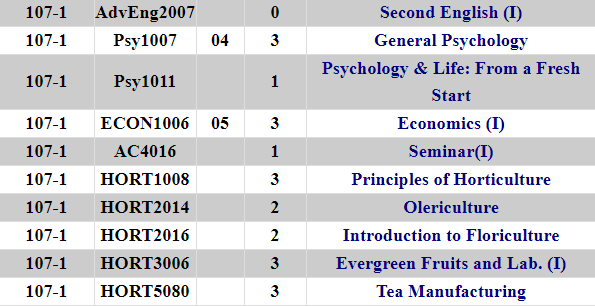 107-1 AdvEng2007 0 Second English (I)
107-1 Psy1007 04 3 General Psychology
107-1 Psy1011 1 Psychology & Life: From a Fresh
Start
107-1 ECON1006 05 3 Economics (I)
107-1 AC4016 1 Seminar(I)
107-1 HORT1008 3 Principles of Horticulture
107-1 HORT2014 2 Olericulture
107-1 HORT2016 2 Introduction to Floriculture
107-1 HORT3006 3 Evergreen Fruits and Lab. (I)
107-1 HORT5080 3 Tea Manufacturing